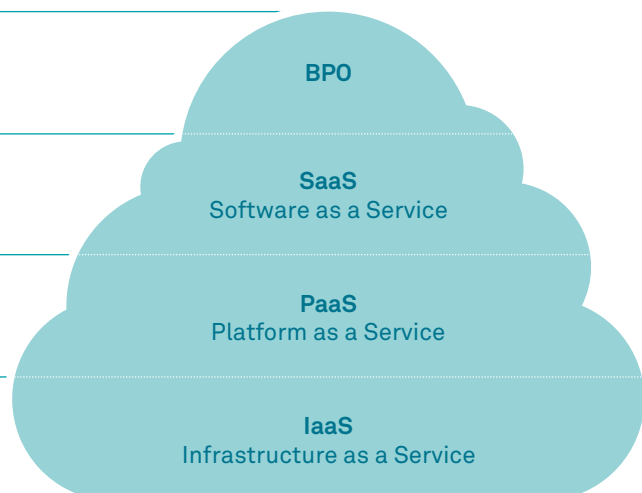 BPO
SaaS
Software as a Service
PaaS
Platform as a Service
IaaS
Infrastructure as a Service